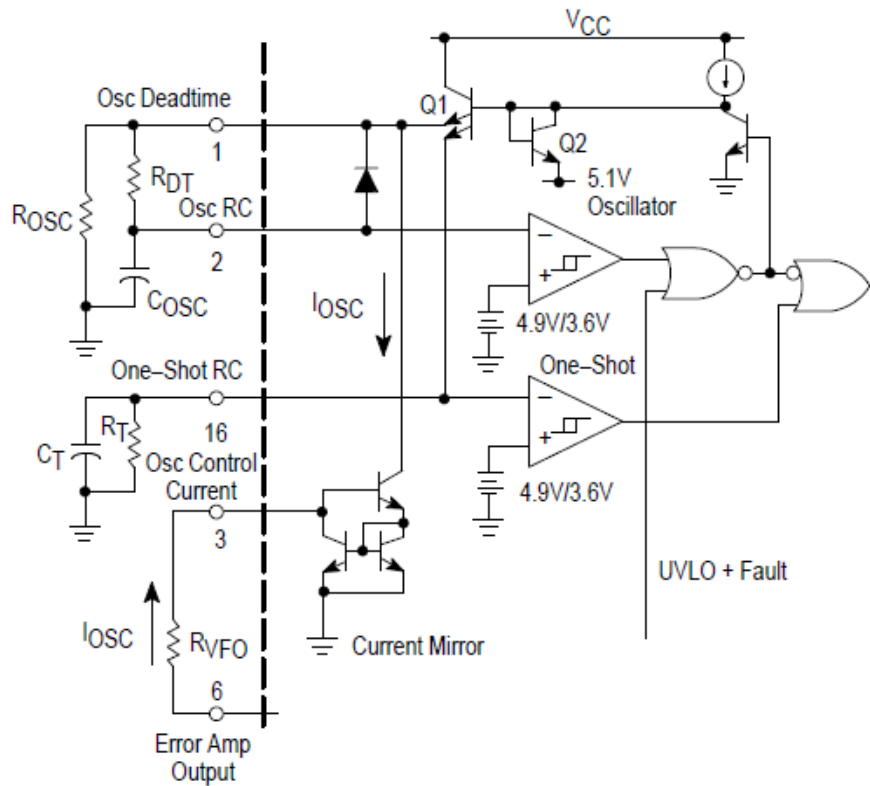 VCC
Osc Deadtime
Q1
1
Q2
RDT
5.1V
Oscillator
ROSC
Osc RC
2
−
+
COSC
IOSC
4.9V/3.6V
One–Shot RC
One–Shot
RT
16
−
CT
+
Osc Control
Current
4.9V/3.6V
3
UVLO + Fault
IOSC
RVFO
Current Mirror
6
Error Amp
Output